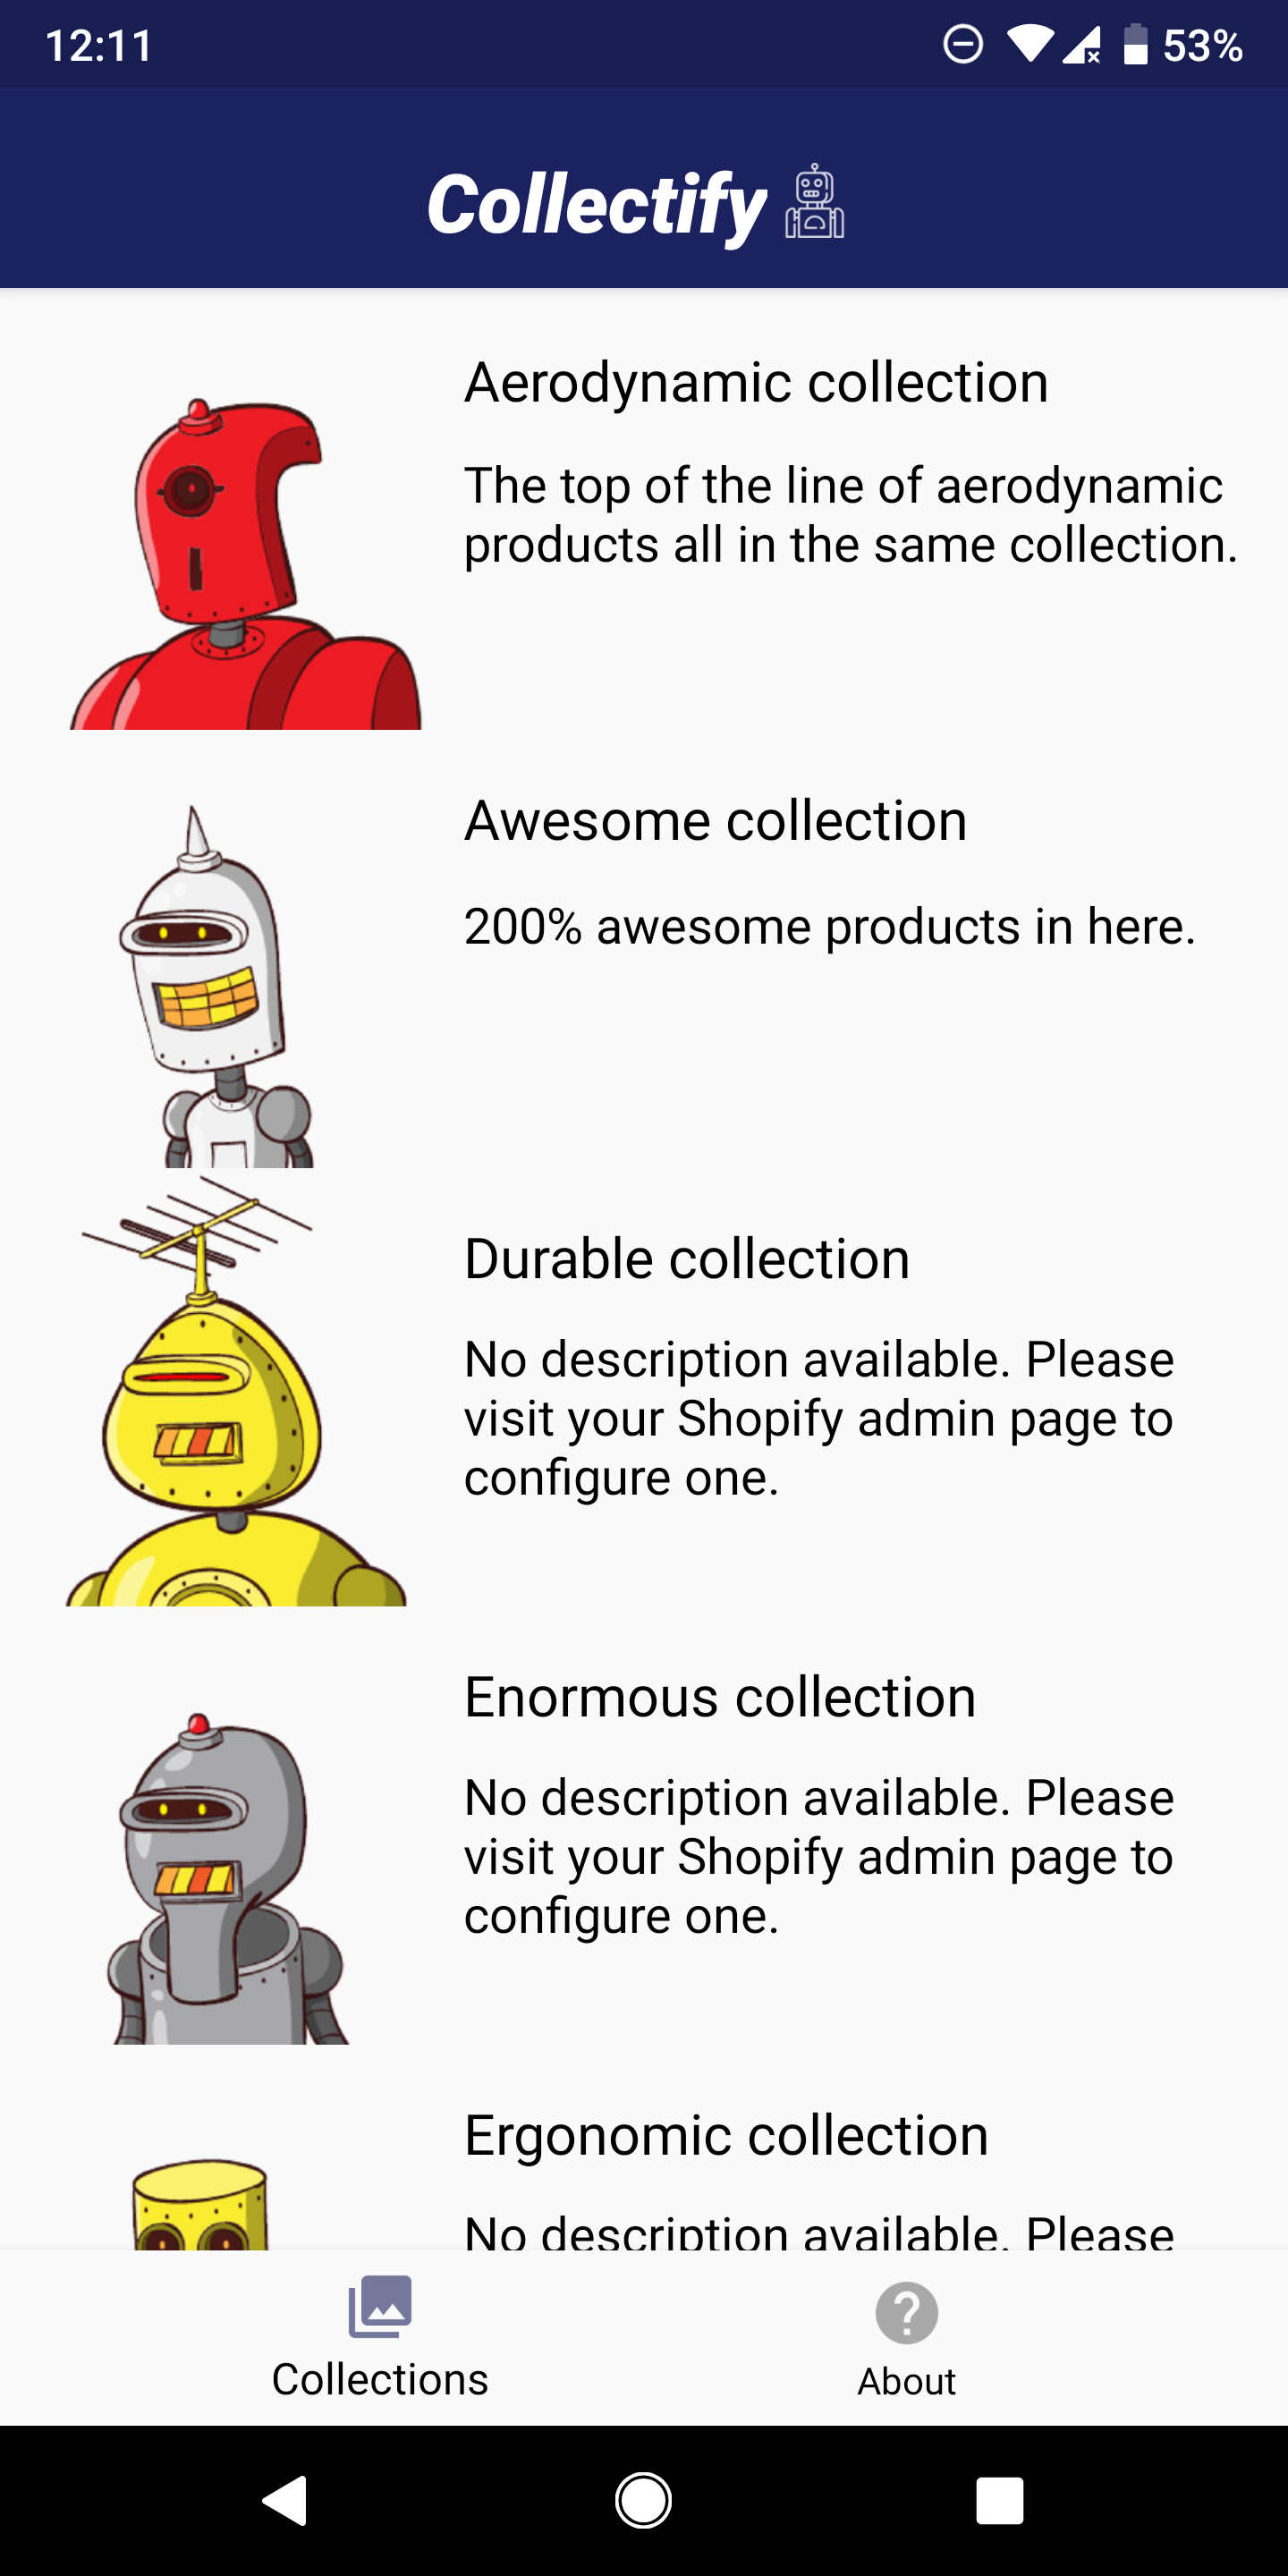 12:11 53%
Collectify
Aerodynamic collection
The top of the line of aerodynamic
products all in the same collection.
Awesome collection
200% awesome products in here.
Durable collection
No description available. Please
visit your Shopify admin page to
configure one.
Enormous collection
No description available. Please
visit your Shopify admin page to
configure one.
Ergonomic collection
No description available. Please
Collections
About